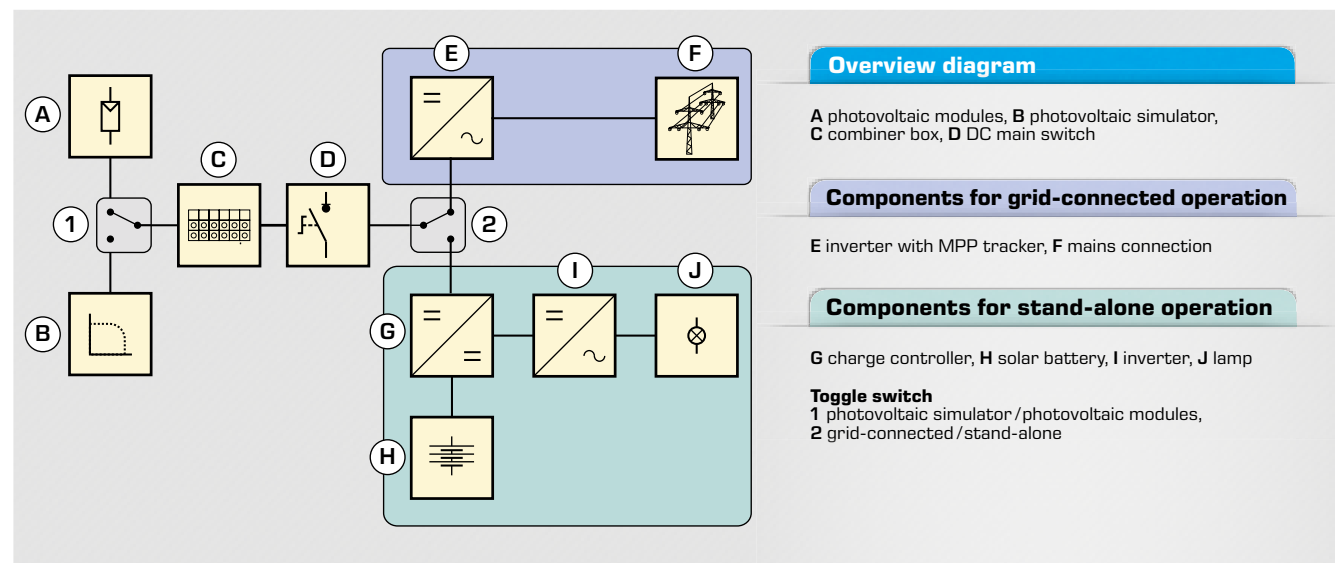 A
B
C
D
E
F
G
H
I
J
1
2
Overview diagram
A photovoltaic modules, B photovoltaic simulator,
C combiner box, D DC main switch
Components for grid-connected operation
E inverter with MPP tracker, F mains connection
Components for stand-alone operation
G charge controller, H solar battery, I inverter, J lamp
Toggle switch
1 photovoltaic simulator/photovoltaic modules,
2 grid-connected/stand-alone